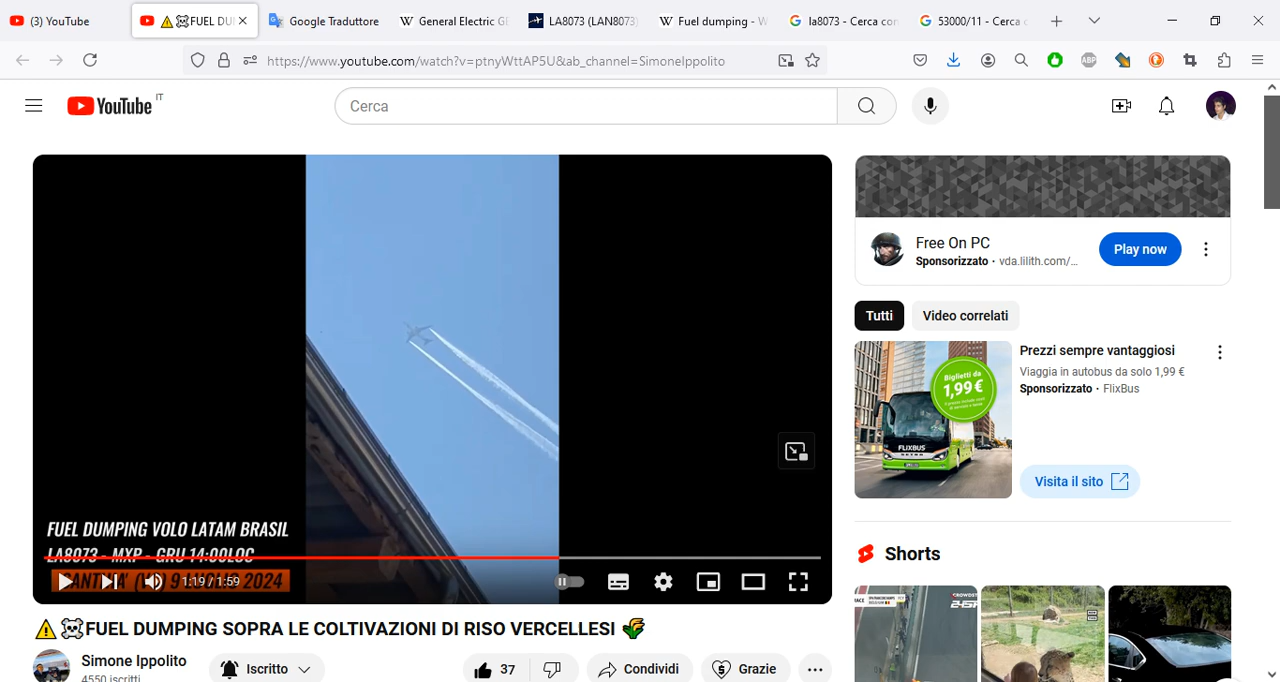 (3) YouTube
⚠️☠️FUEL DU
Google Traduttore
General Electric GE
LA8073 (LAN8073)
Fuel dumping - W
la8073 - Cerca con
53000/11 - Cerca c
https://www.youtube.com/watch?v=ptnyWttAP5U&ab_channel=SimoneIppolito
ABP
YouTube IT
Cerca
FUEL DUMPING VOLO LATAM BRASIL
LA8073 - MXP - GRU 14:00LOC
2024
1:19 / 1:59
⚠️☠️FUEL DUMPING SOPRA LE COLTIVAZIONI DI RISO VERCELLESI 🌾
Simone Ippolito
4550 iscritti
Iscritto
37
Condividi
Grazie
Free On PC
Sponsorizzato · vda.lilith.com/...
Play now
Tutti
Video correlati
Biglietti da
1,99€
FLIXBUS
Prezzi sempre vantaggiosi
Viaggia in autobus da solo 1,99 €
Sponsorizzato · FlixBus
Visita il sito
Shorts